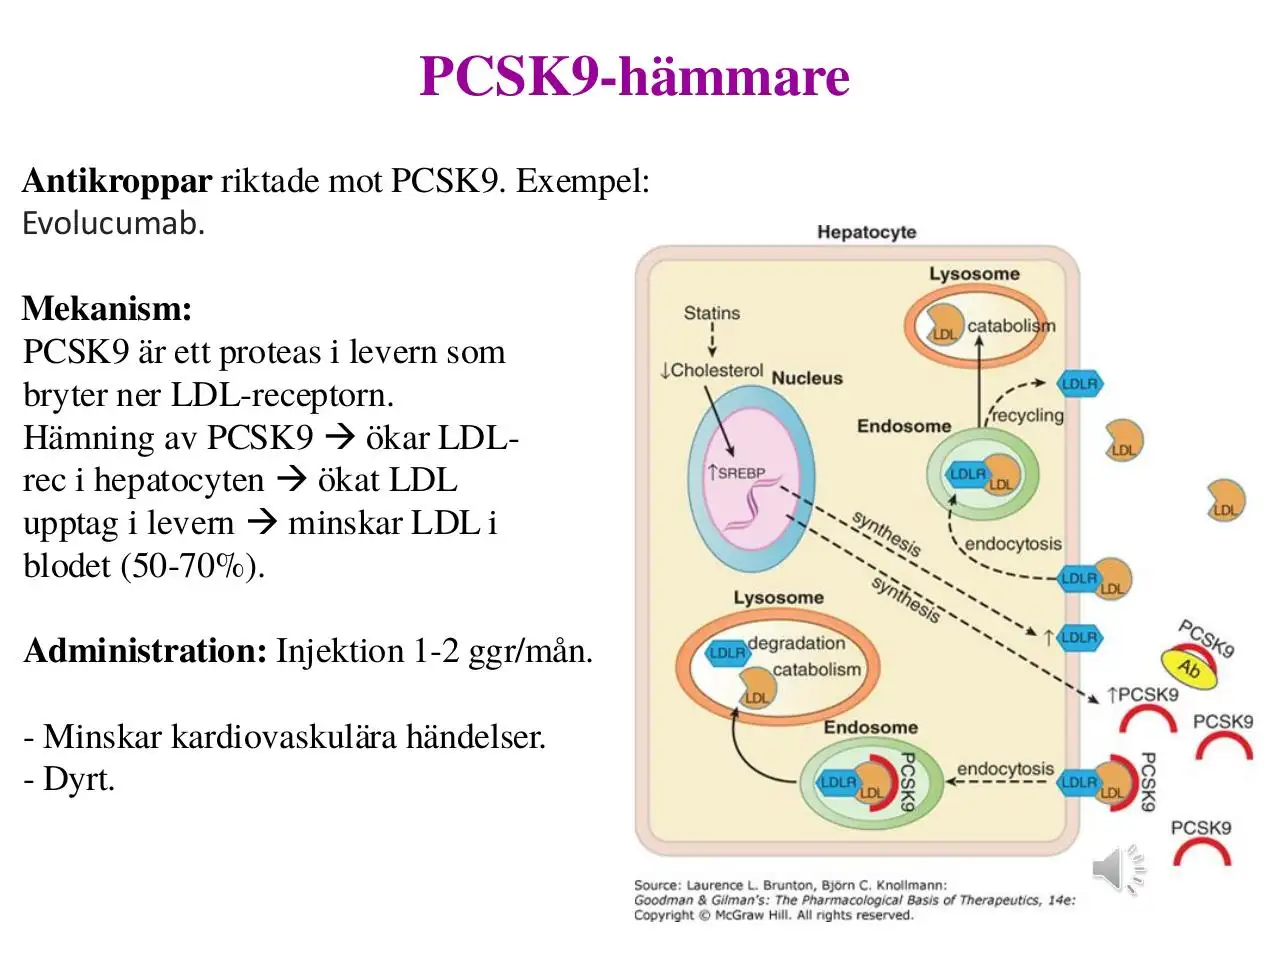 PCSK9-hämmare
Antikroppar riktade mot PCSK9. Exempel:
Evolucumab.
Mekanism:
PCSK9 är ett proteas i levern som
bryter ner LDL-receptorn.
Hämning av PCSK9 → ökar LDL-
rec i hepatocyten → ökat LDL
upptag i levern → minskar LDL i
blodet (50-70%).
Administration: Injektion 1-2 ggr/mån.
- Minskar kardiovaskulära händelser.
- Dyrt.
Hepatocyte
Lysosome
LDL
catabolism
Statins
↓Cholesterol
Nucleus
↑SREBP
LDLR
recycling
Endosome
LDLR
LDL
LDL
LDL
endocytosis
LDLR
LDL
synthesis
synthesis
↑ LDLR
Lysosome
LDLR
degradation
LDL
catabolism
PCSK9
Ab
↑PCSK9
PCSK9
Endosome
LDLR
LDL
PCSK9
endocytosis
LDLR
LDL
PCSK9
PCSK9
Source: Laurence L. Brunton, Björn C. Knollmann:
Goodman & Gilman's: The Pharmacological Basis of Therapeutics, 14e:
Copyright © McGraw Hill. All rights reserved.